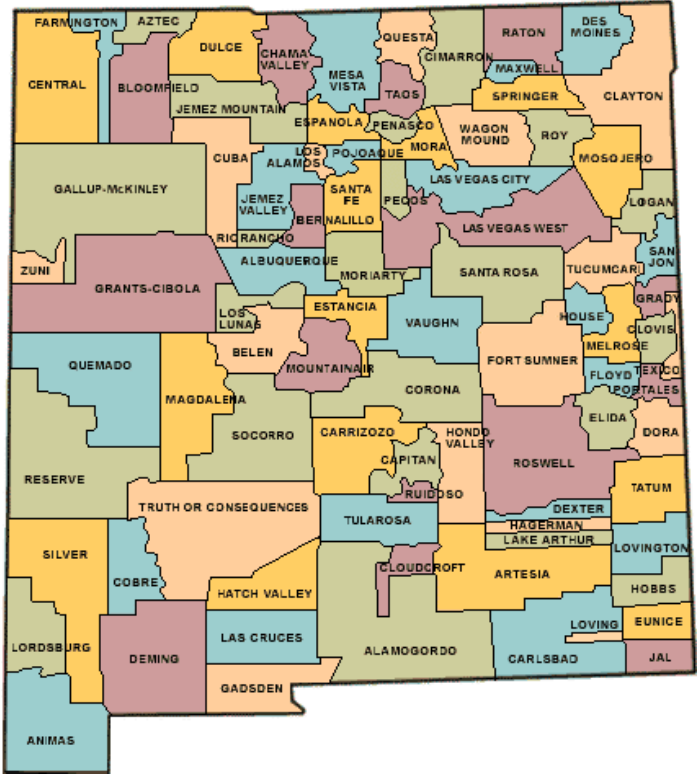 FARMINGTON
AZTEC
DULCE
CHAMA
VALLEY
QUESTA
CIMARRON
RATON
DES
MOINES
CENTRAL
BLOOMFIELD
MESA
VISTA
TAOS
MAXWELL
SPRINGER
CLAYTON
JEMEZ MOUNTAIN
ESPANOLA
PENASCO
MORA
WAGON
MOUND
ROY
MOSQJERO
CUBA
LOS
ALAMOS
POJOAQUE
GALLUP-McKINLEY
JEMEZ
VALLEY
SANTA
FE
PECOS
LAS VEGAS CITY
LOGAN
BERNALILLO
LAS VEGAS WEST
RIO RANCHO
ALBUQUERQUE
ZUNI
GRANTS-CIBOLA
MORIARTY
SANTA ROSA
TUCUMCARI
SAN
JON
LOS
LUNAS
ESTANCIA
VAUGHN
HOUSE
GRADY
CLOVIS
BELEN
MELROSE
QUEMADO
MOUNTAINAIR
FORT SUMNER
FLOYD
TEXICO
PORTALES
MAGDALENA
CORONA
ELIDA
DORA
SOCORRO
CARRIZOZO
HONDO
VALLEY
CAPITAN
ROSWELL
RESERVE
TATUM
RUIDOSO
TRUTH OR CONSEQUENCES
TULAROSA
DEXTER
HAGERMAN
LAKE ARTHUR
SILVER
LOVINGTON
COBRE
CLOUDCROFT
ARTESIA
HATCH VALLEY
HOBBS
LORDSBURG
LAS CRUCES
LOVING
EUNICE
DEMING
ALAMOGORDO
CARLSBAD
JAL
GADSDEN
ANIMAS